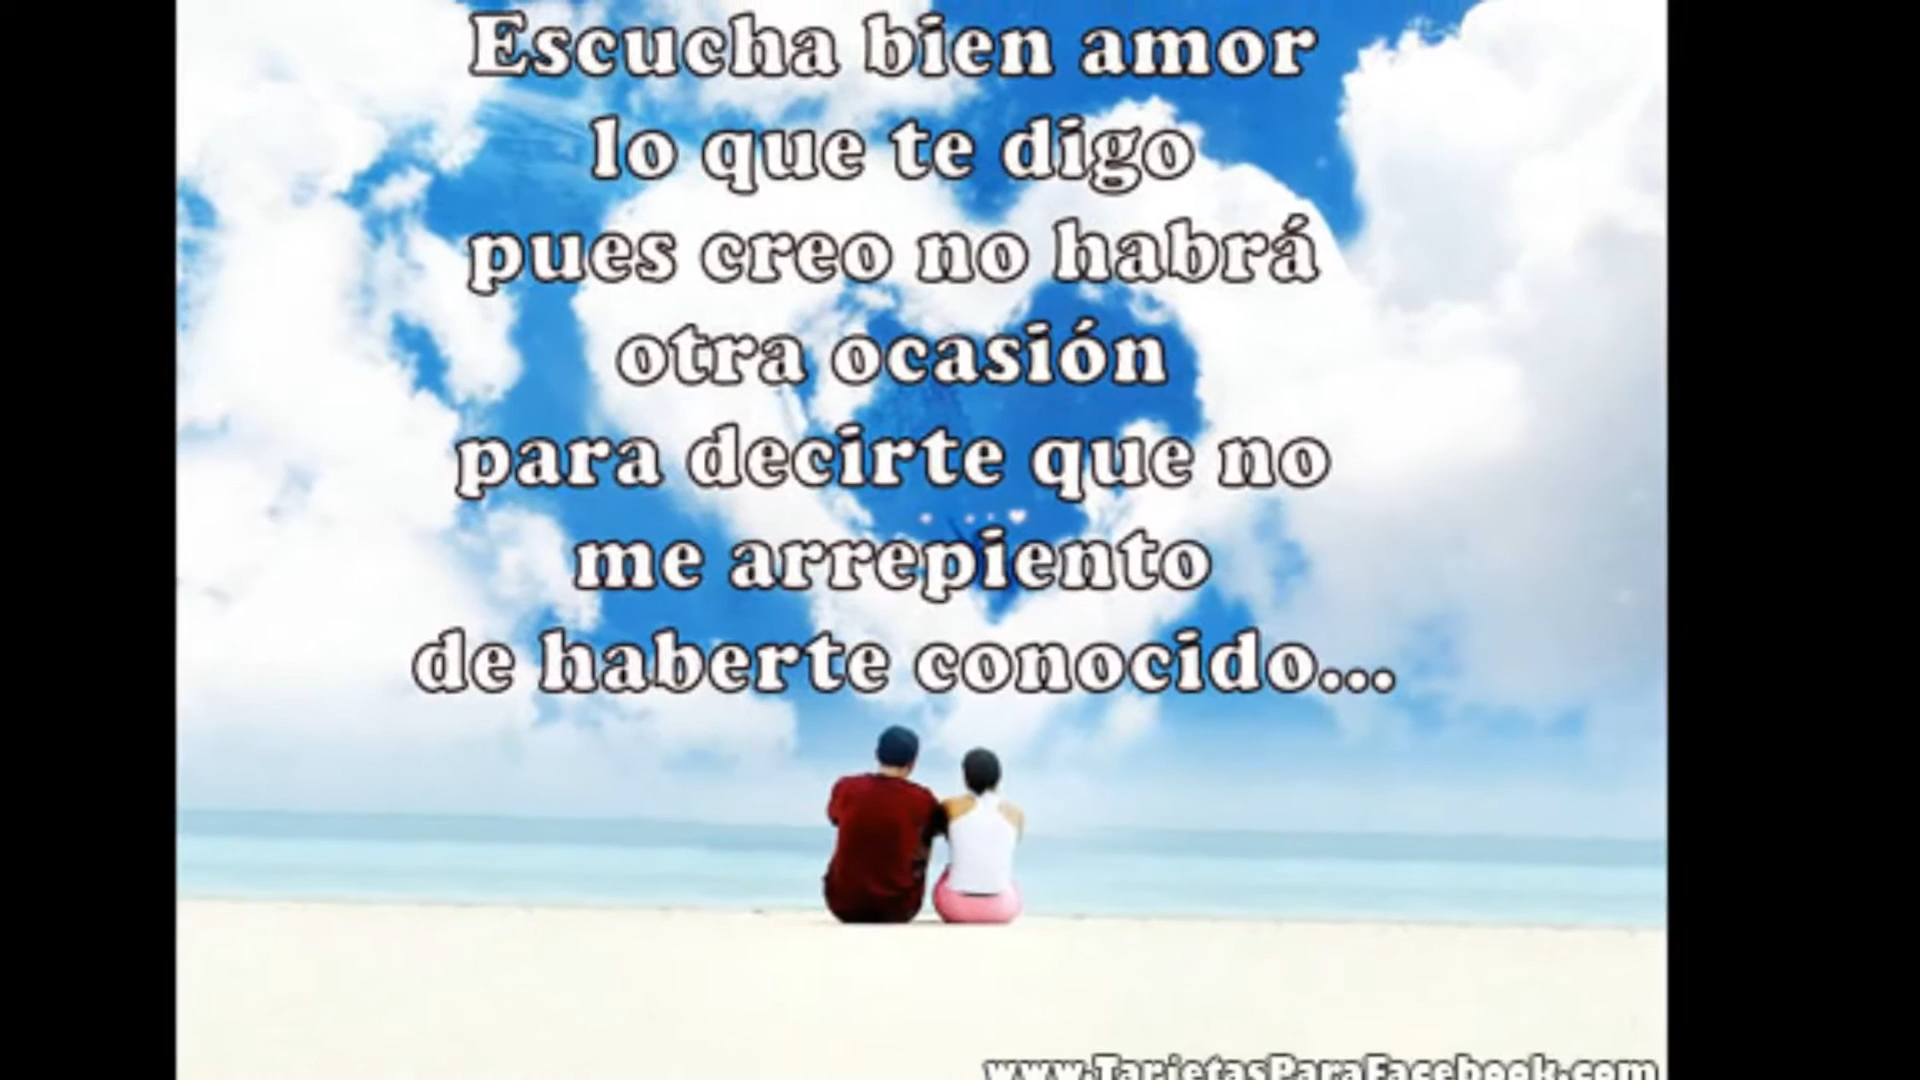 Escucha bien amor
lo que te digo
pues creo no habrá
otra ocasión
para decirte que no
me arrepiento
de haberte conocido...
www.TarjetasParaFacebook.com